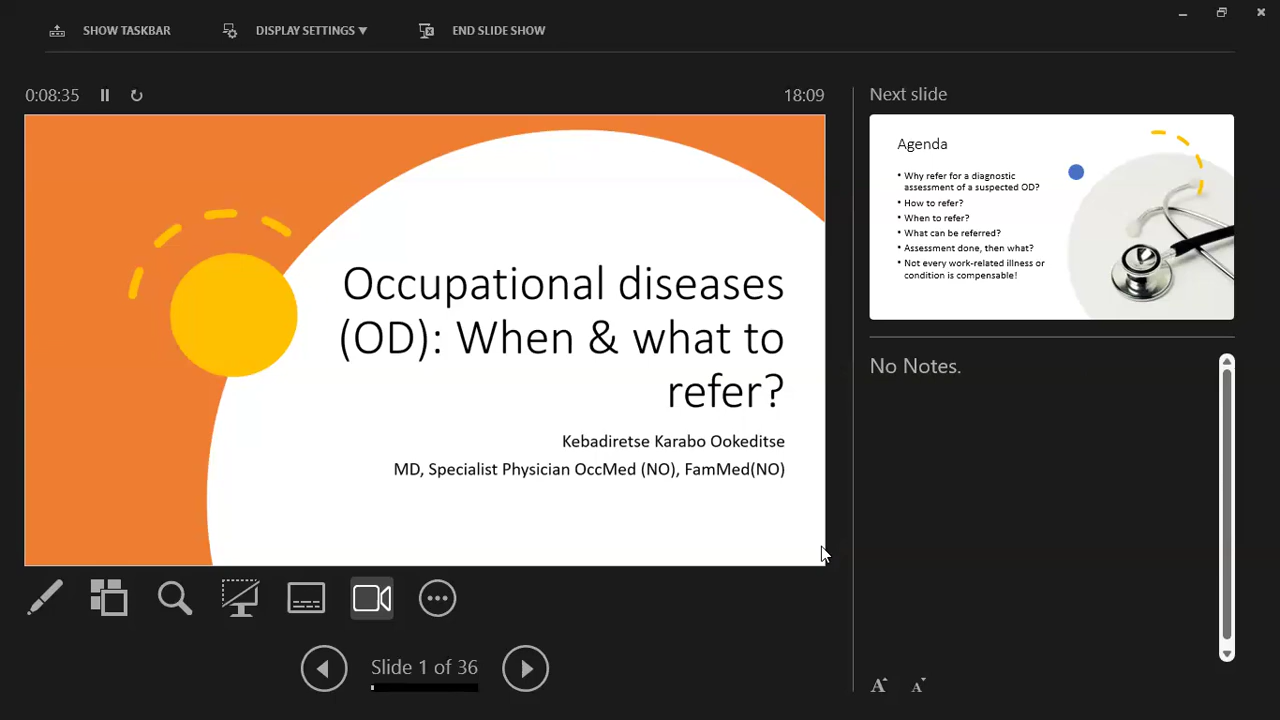 SHOW TASKBAR
DISPLAY SETTINGS ▼
END SLIDE SHOW
0:08:35
18:09
Occupational diseases
(OD): When & what to
refer?
Kebadiretse Karabo Ookeditse
MD, Specialist Physician OccMed (NO), FamMed(NO)
Slide 1 of 36
Next slide
Agenda
• Why refer for a diagnostic
assessment of a suspected OD?
• How to refer?
• When to refer?
• What can be referred?
• Assessment done, then what?
• Not every work-related illness or
condition is compensable!
No Notes.
A A